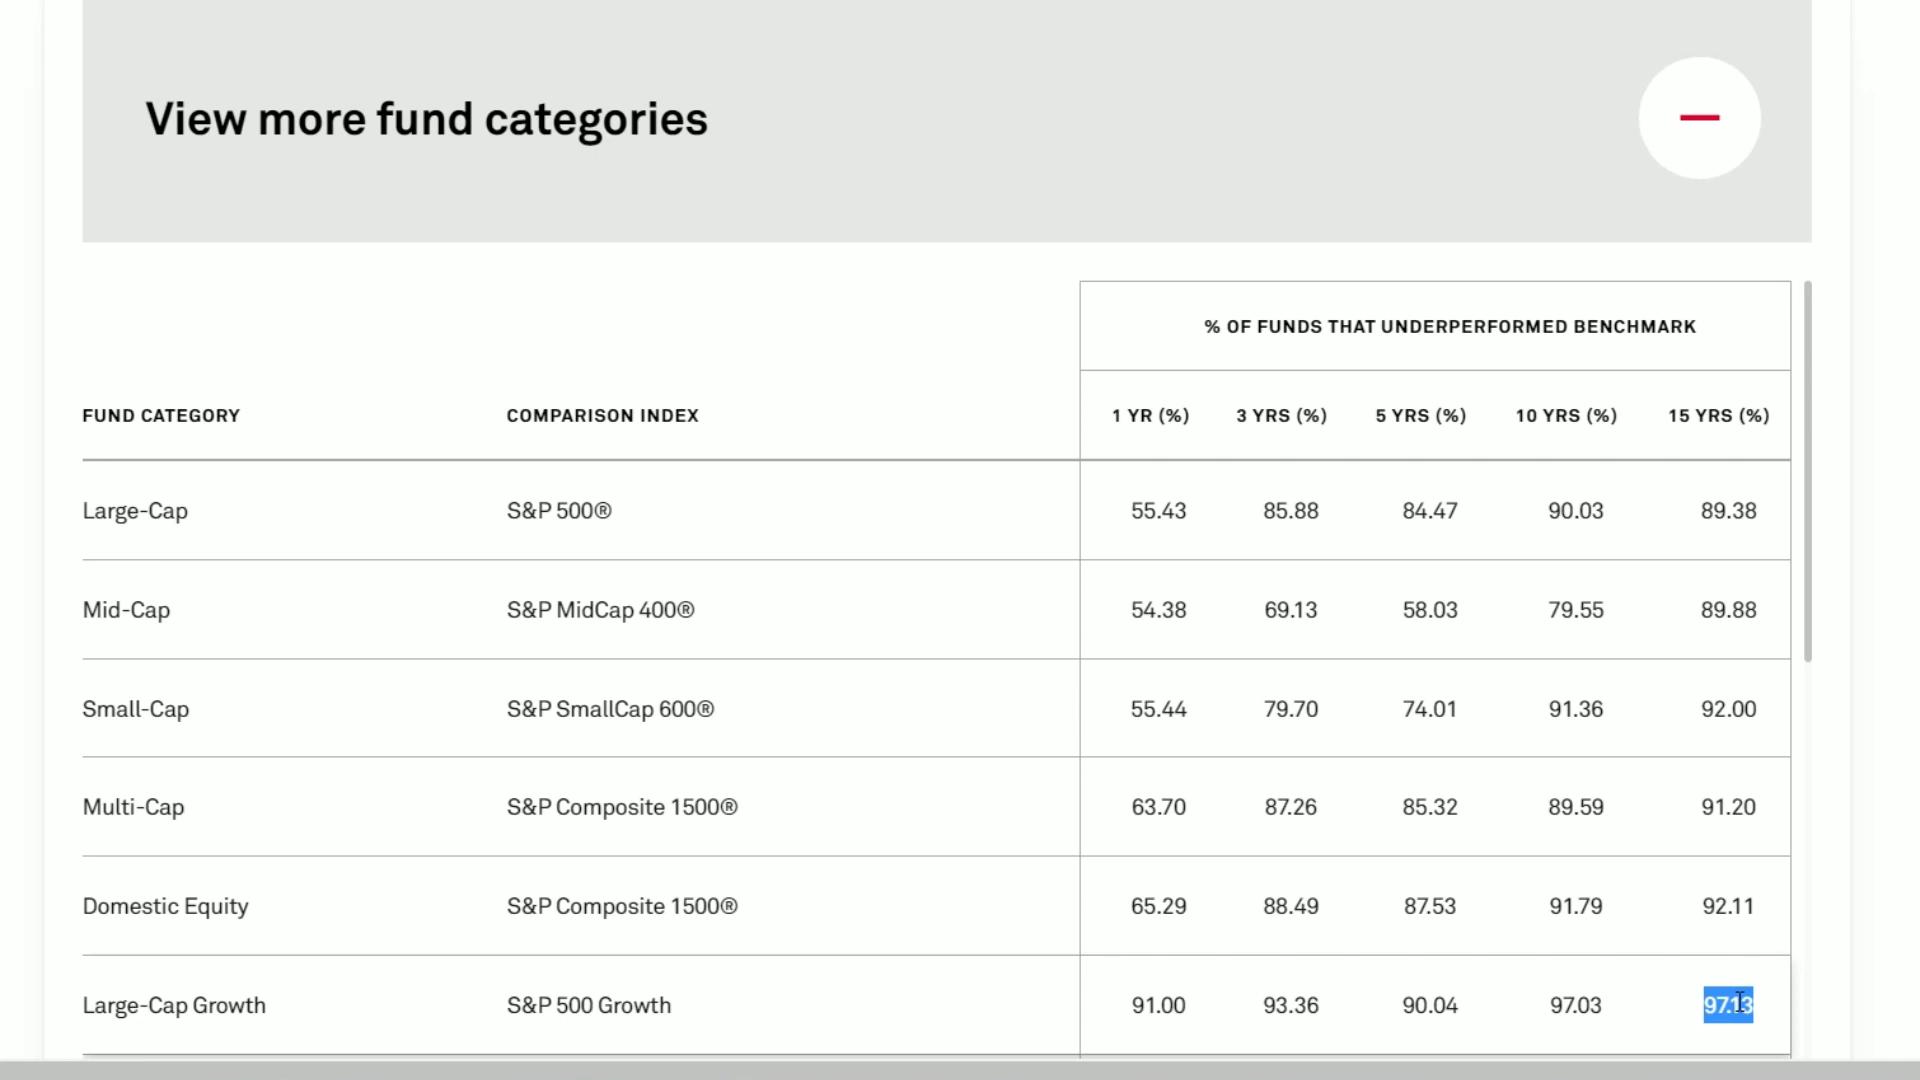 View more fund categories
% OF FUNDS THAT UNDERPERFORMED BENCHMARK
FUND CATEGORY COMPARISON INDEX 1 YR (%) 3 YRS (%) 5 YRS (%) 10 YRS (%) 15 YRS (%)
Large-Cap S&P 500® 55.43 85.88 84.47 90.03 89.38
Mid-Cap S&P MidCap 400® 54.38 69.13 58.03 79.55 89.88
Small-Cap S&P SmallCap 600® 55.44 79.70 74.01 91.36 92.00
Multi-Cap S&P Composite 1500® 63.70 87.26 85.32 89.59 91.20
Domestic Equity S&P Composite 1500® 65.29 88.49 87.53 91.79 92.11
Large-Cap Growth S&P 500 Growth 91.00 93.36 90.04 97.03 97.13